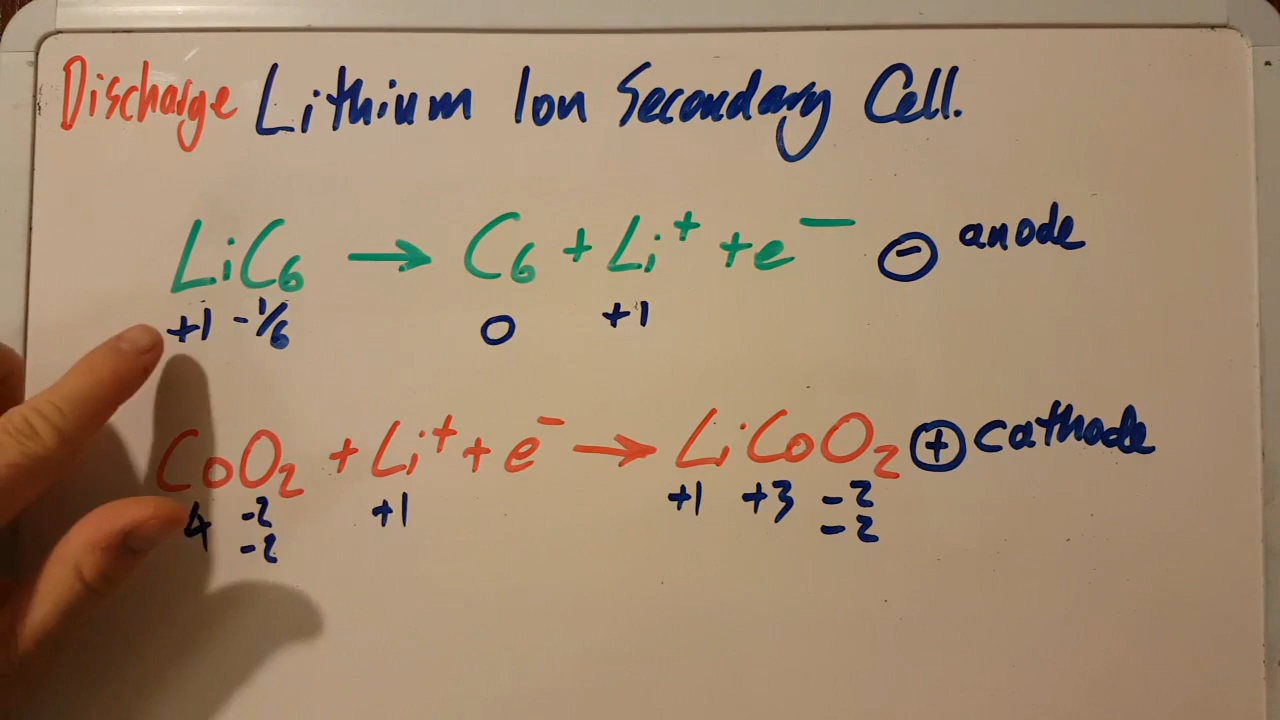 Discharge Lithium Ion Secondary Cell.
LiC6 → C6 + Li+ + e− ⊖ anode
+1 -1/6 0 +1
CoO2 + Li+ + e− → LiCoO2 ⊕ cathode
4 -2 +1 +1 +3 -2
-2 -2